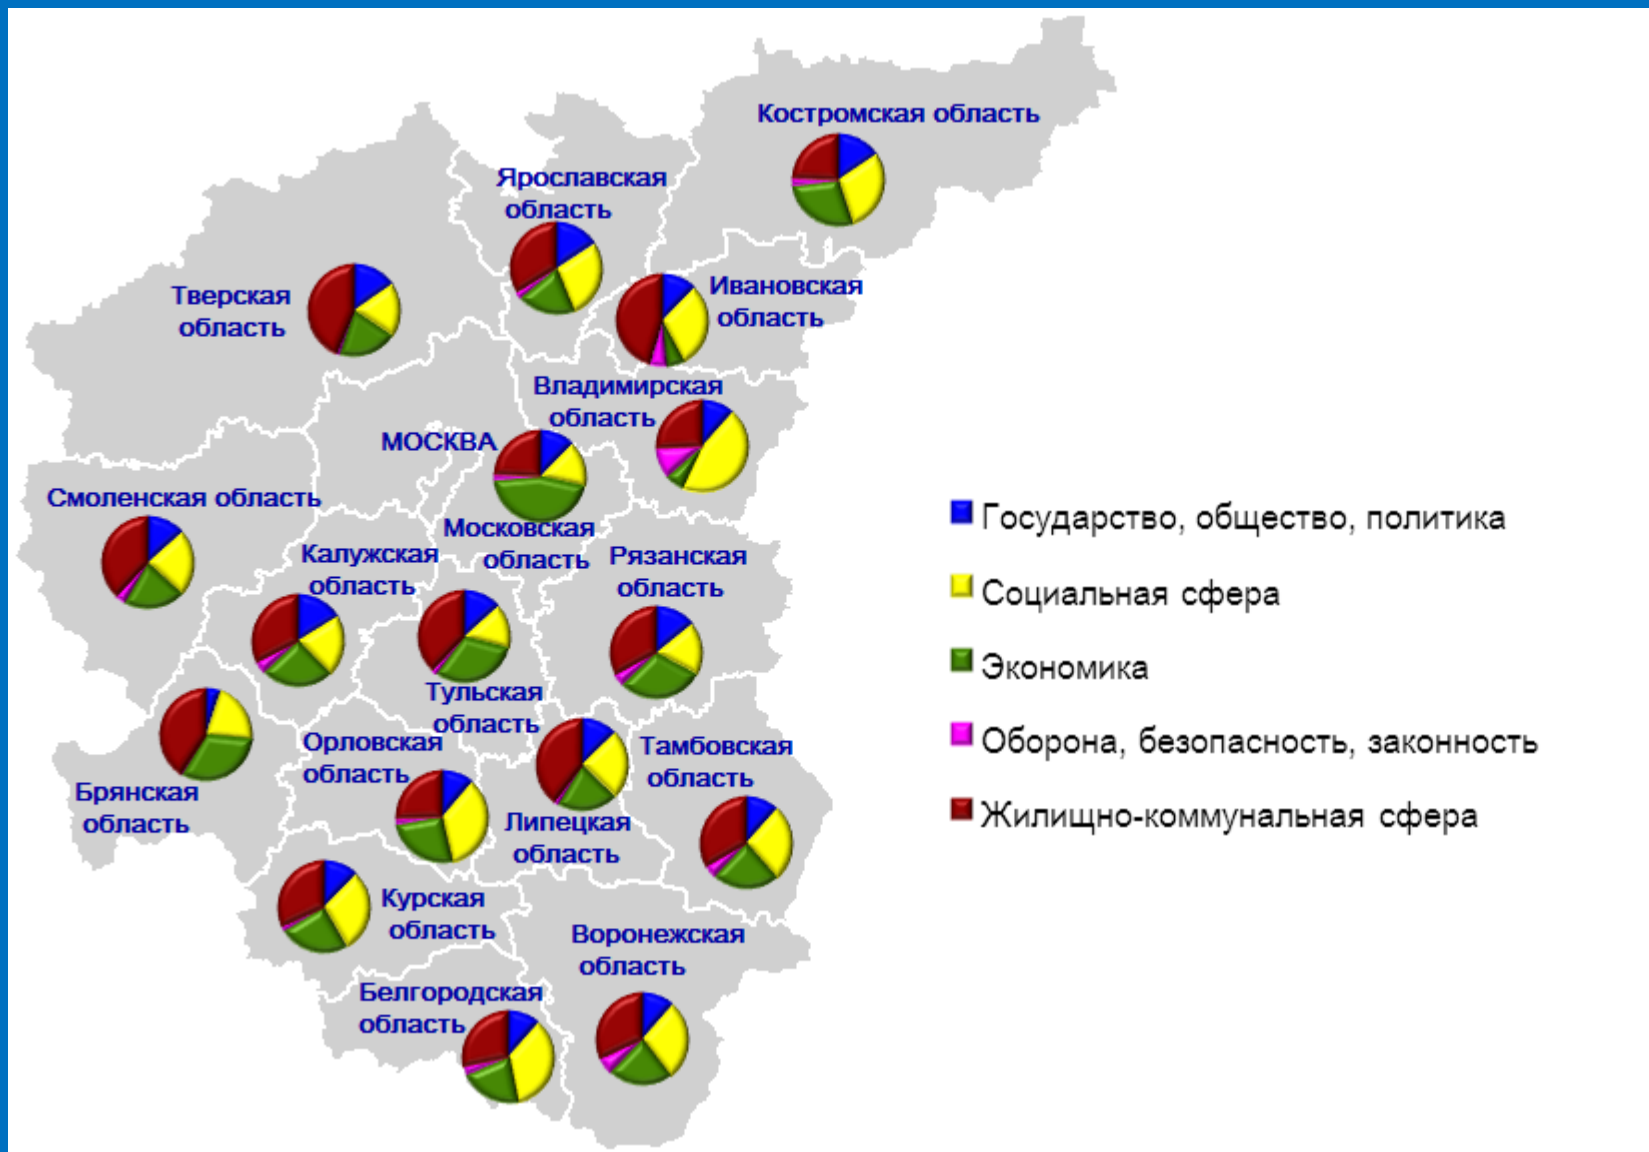 Костромская область
Ярославская
область
Ивановская
область
Тверская
область
Владимирская
область
МОСКВА
Смоленская область
Московская
область
Калужская
область
Рязанская
область
Тульская
область
Орловская
область
Тамбовская
область
Брянская
область
Липецкая
область
Курская
область
Воронежская
область
Белгородская
область
Государство, общество, политика
Социальная сфера
Экономика
Оборона, безопасность, законность
Жилищно-коммунальная сфера